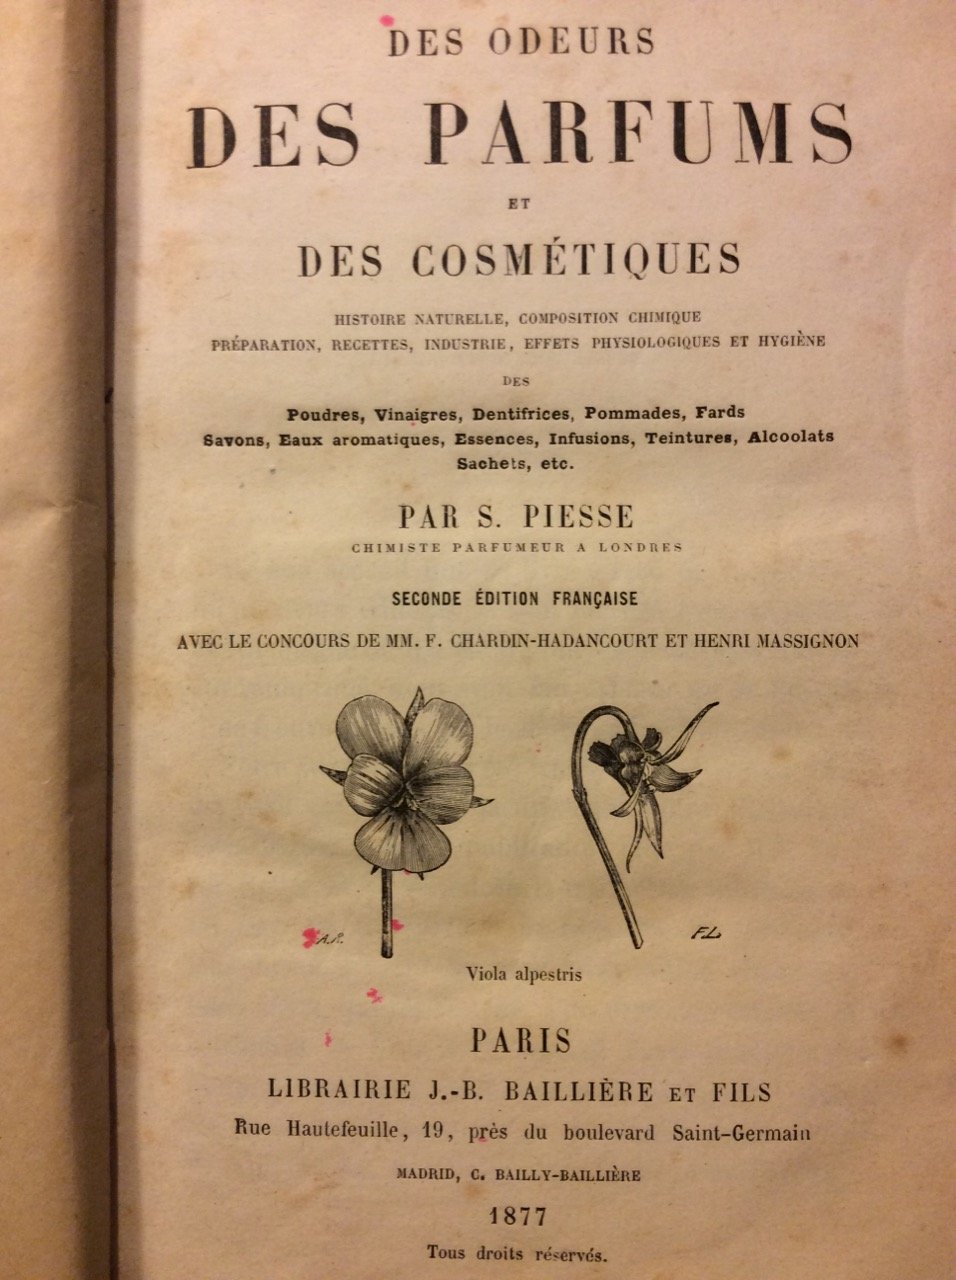 DES ODEURS
DES PARFUMS
ET
DES COSMÉTIQUES
HISTOIRE NATURELLE, COMPOSITION CHIMIQUE
PRÉPARATION, RECETTES, INDUSTRIE, EFFETS PHYSIOLOGIQUES ET HYGIÈNE
DES
Poudres, Vinaigres, Dentifrices, Pommades, Fards
Savons, Eaux aromatiques, Essences, Infusions, Teintures, Alcoolats
Sachets, etc.
PAR S. PIESSE
CHIMISTE PARFUMEUR A LONDRES
SECONDE ÉDITION FRANÇAISE
AVEC LE CONCOURS DE MM. F. CHARDIN-HADANCOURT ET HENRI MASSIGNON
A.R. F.L.
Viola alpestris
PARIS
LIBRAIRIE J.-B. BAILLIÈRE ET FILS
Rue Hautefeuille, 19, près du boulevard Saint-Germain
MADRID, C. BAILLY-BAILLIÈRE
1877
Tous droits réservés.